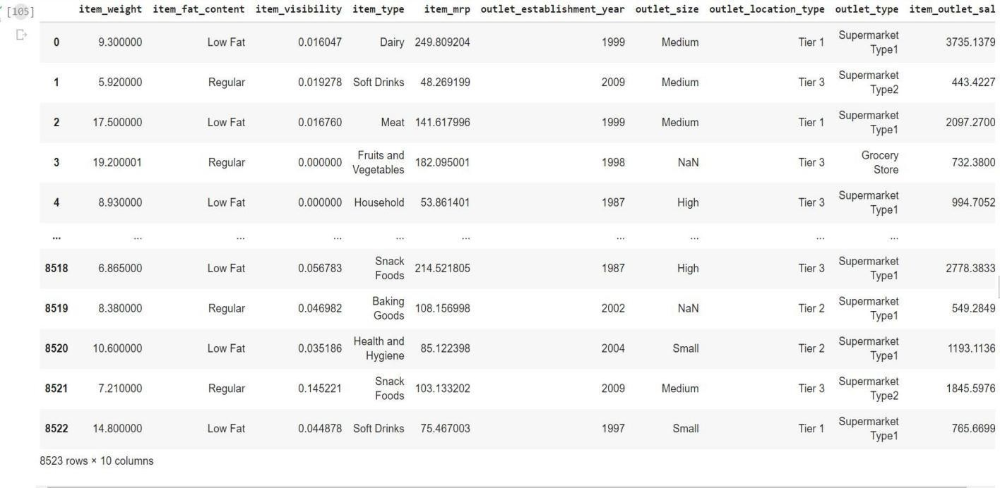 [105]
item_weight item_fat_content item_visibility item_type item_mrp outlet_establishment_year outlet_size outlet_location_type outlet_type item_outlet_sal
0 9.300000 Low Fat 0.016047 Dairy 249.809204 1999 Medium Tier 1 Supermarket Type1 3735.1379
1 5.920000 Regular 0.019278 Soft Drinks 48.269199 2009 Medium Tier 3 Supermarket Type2 443.4227
2 17.500000 Low Fat 0.016760 Meat 141.617996 1999 Medium Tier 1 Supermarket Type1 2097.2700
3 19.200001 Regular 0.000000 Fruits and Vegetables 182.095001 1998 NaN Tier 3 Grocery Store 732.3800
4 8.930000 Low Fat 0.000000 Household 53.861401 1987 High Tier 3 Supermarket Type1 994.7052
... ... ... ... ... ... ... ... ... ...
8518 6.865000 Low Fat 0.056783 Snack Foods 214.521805 1987 High Tier 3 Supermarket Type1 2778.3833
8519 8.380000 Regular 0.046982 Baking Goods 108.156998 2002 NaN Tier 2 Supermarket Type1 549.2849
8520 10.600000 Low Fat 0.035186 Health and Hygiene 85.122398 2004 Small Tier 2 Supermarket Type1 1193.1136
8521 7.210000 Regular 0.145221 Snack Foods 103.133202 2009 Medium Tier 3 Supermarket Type2 1845.5976
8522 14.800000 Low Fat 0.044878 Soft Drinks 75.467003 1997 Small Tier 1 Supermarket Type1 765.6699
8523 rows × 10 columns